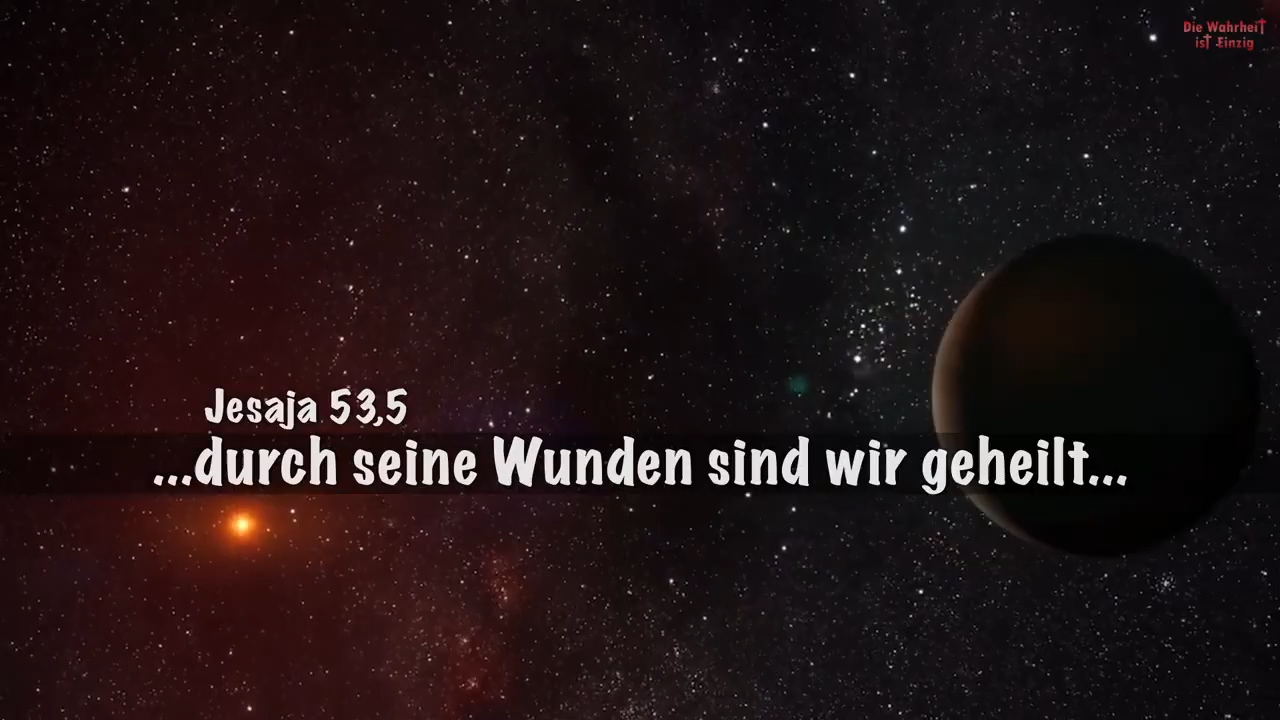 Die Wahrheit
ist Einzig
Jesaja 53,5
...durch seine Wunden sind wir geheilt...